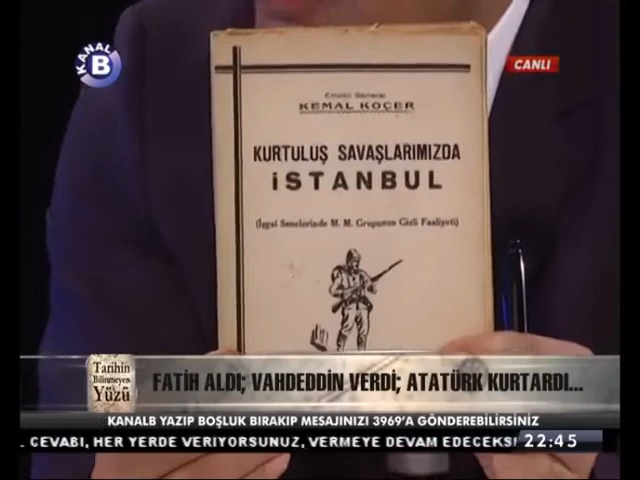 KANAL B
CANLI
Emekli General
KEMAL KOÇER
KURTULUŞ SAVAŞLARIMIZDA
İSTANBUL
(İşgal Senelerinde M. M. Grupunun Gizli Faaliyeti)
Tarihin
Bilinmeyen
Yüzü
FATİH ALDI; VAHDEDDİN VERDİ; ATATÜRK KURTARDI...
KANALB YAZIP BOŞLUK BIRAKIP MESAJINIZI 3969'A GÖNDEREBİLİRSİNİZ
. CEVABI, HER YERDE VERİYORSUNUZ, VERMEYE DEVAM EDECEKSİ 22:45